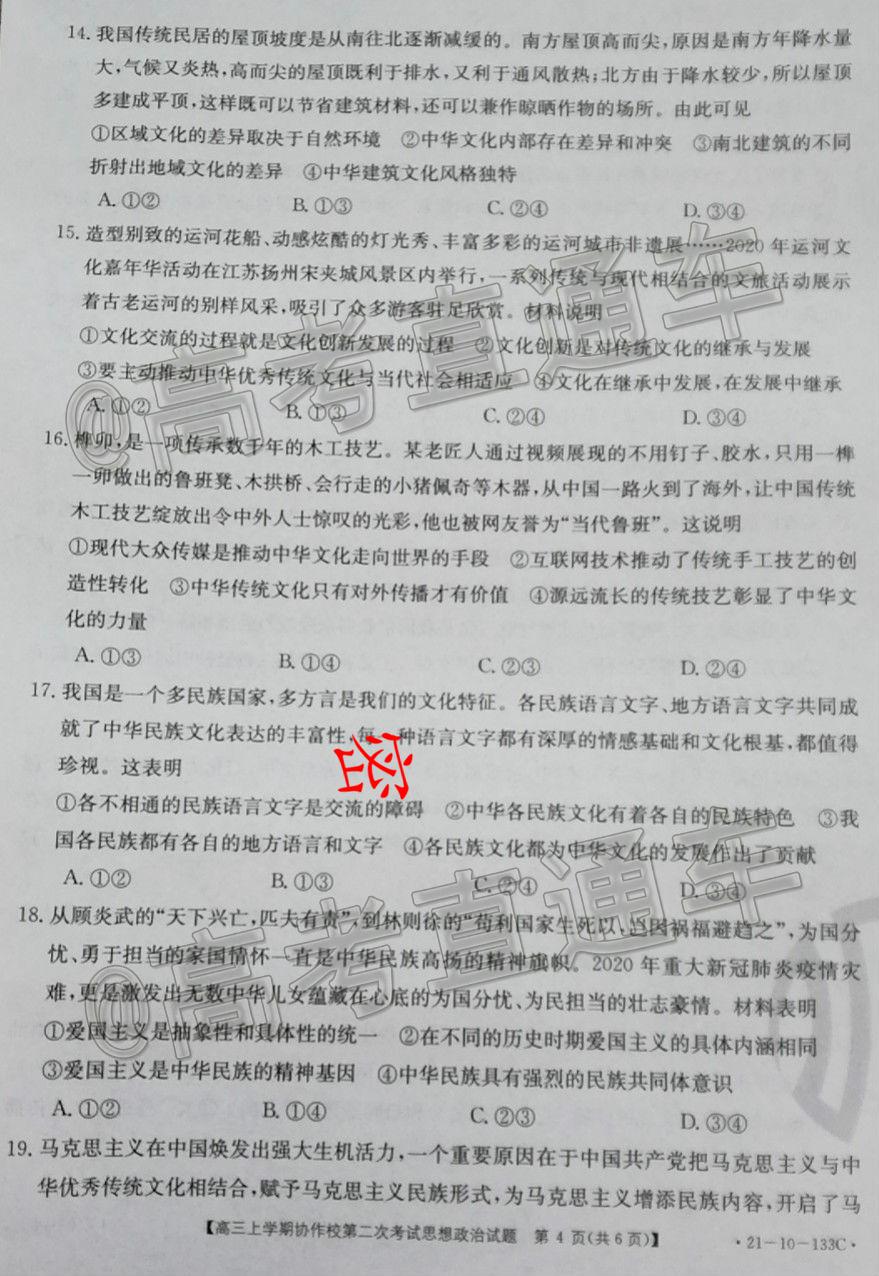 14. 我国传统民居的屋顶坡度是从南往北逐渐减缓的。南方屋顶高而尖,原因是南方年降水量
大,气候又炎热,高而尖的屋顶既利于排水,又利于通风散热;北方由于降水较少,所以屋顶
多建成平顶,这样既可以节省建筑材料,还可以兼作晾晒作物的场所。由此可见
①区域文化的差异取决于自然环境 ②中华文化内部存在差异和冲突 ③南北建筑的不同
折射出地域文化的差异 ④中华建筑文化风格独特
A. ①② B. ①③ C. ②④ D. ③④
15. 造型别致的运河花船、动感炫酷的灯光秀、丰富多彩的运河城市非遗展……2020年运河文
化嘉年华活动在江苏扬州宋夹城风景区内举行,一系列传统与现代相结合的文旅活动展示
着古老运河的别样风采,吸引了众多游客驻足欣赏。材料说明
①文化交流的过程就是文化创新发展的过程 ②文化创新是对传统文化的继承与发展
③要主动推动中华优秀传统文化与当代社会相适应 ④文化在继承中发展,在发展中继承
A. ①② B. ①③ C. ②④ D. ③④
16. 榫卯,是一项传承数千年的木工技艺。某老匠人通过视频展现的不用钉子、胶水,只用一榫
一卯做出的鲁班凳、木拱桥、会行走的小猪佩奇等木器,从中国一路火到了海外,让中国传统
木工技艺绽放出令中外人士惊叹的光彩,他也被网友誉为“当代鲁班”。这说明
①现代大众传媒是推动中华文化走向世界的手段 ②互联网技术推动了传统手工技艺的创
造性转化 ③中华传统文化只有对外传播才有价值 ④源远流长的传统技艺彰显了中华文
化的力量
A. ①③ B. ①④ C. ②③ D. ②④
17. 我国是一个多民族国家,多方言是我们的文化特征。各民族语言文字、地方语言文字共同成
就了中华民族文化表达的丰富性,每一种语言文字都有深厚的情感基础和文化根基,都值得
珍视。这表明
密
①各不相通的民族语言文字是交流的障碍 ②中华各民族文化有着各自的民族特色 ③我
国各民族都有各自的地方语言和文字 ④各民族文化都为中华文化的发展作出了贡献
A. ①② B. ①③ C. ②④ D. ③④
18. 从顾炎武的“天下兴亡,匹夫有责”,到林则徐的“苟利国家生死以,岂因祸福避趋之”,为国分
忧、勇于担当的家国情怀一直是中华民族高扬的精神旗帜。2020年重大新冠肺炎疫情灾
难,更是激发出无数中华儿女蕴藏在心底的为国分忧、为民担当的壮志豪情。材料表明
①爱国主义是抽象性和具体性的统一 ②在不同的历史时期爱国主义的具体内涵相同
③爱国主义是中华民族的精神基因 ④中华民族具有强烈的民族共同体意识
A. ①② B. ①③ C. ②④ D. ③④
19. 马克思主义在中国焕发出强大生机活力,一个重要原因在于中国共产党把马克思主义与中
华优秀传统文化相结合,赋予马克思主义民族形式,为马克思主义增添民族内容,开启了马
【高三上学期协作校第二次考试思想政治试题 第4页(共6页)】 ·21-10-133C·
@高考直通车
@高考直通车